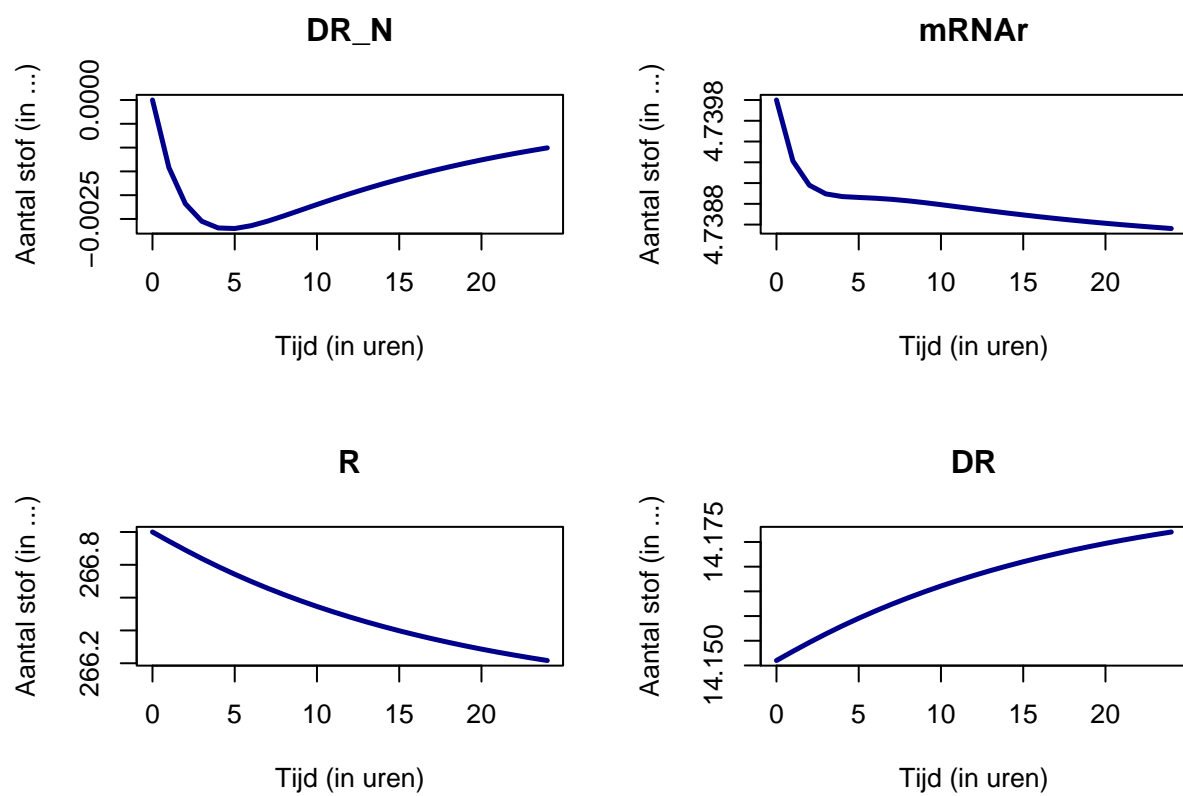 DR_N
Aantal stof (in ...)
−0.0025 0.0000
0 5 10 15 20
Tijd (in uren)
mRNAr
Aantal stof (in ...)
4.7388 4.7398
0 5 10 15 20
Tijd (in uren)
R
Aantal stof (in ...)
266.2 266.8
0 5 10 15 20
Tijd (in uren)
DR
Aantal stof (in ...)
14.150 14.175
0 5 10 15 20
Tijd (in uren)